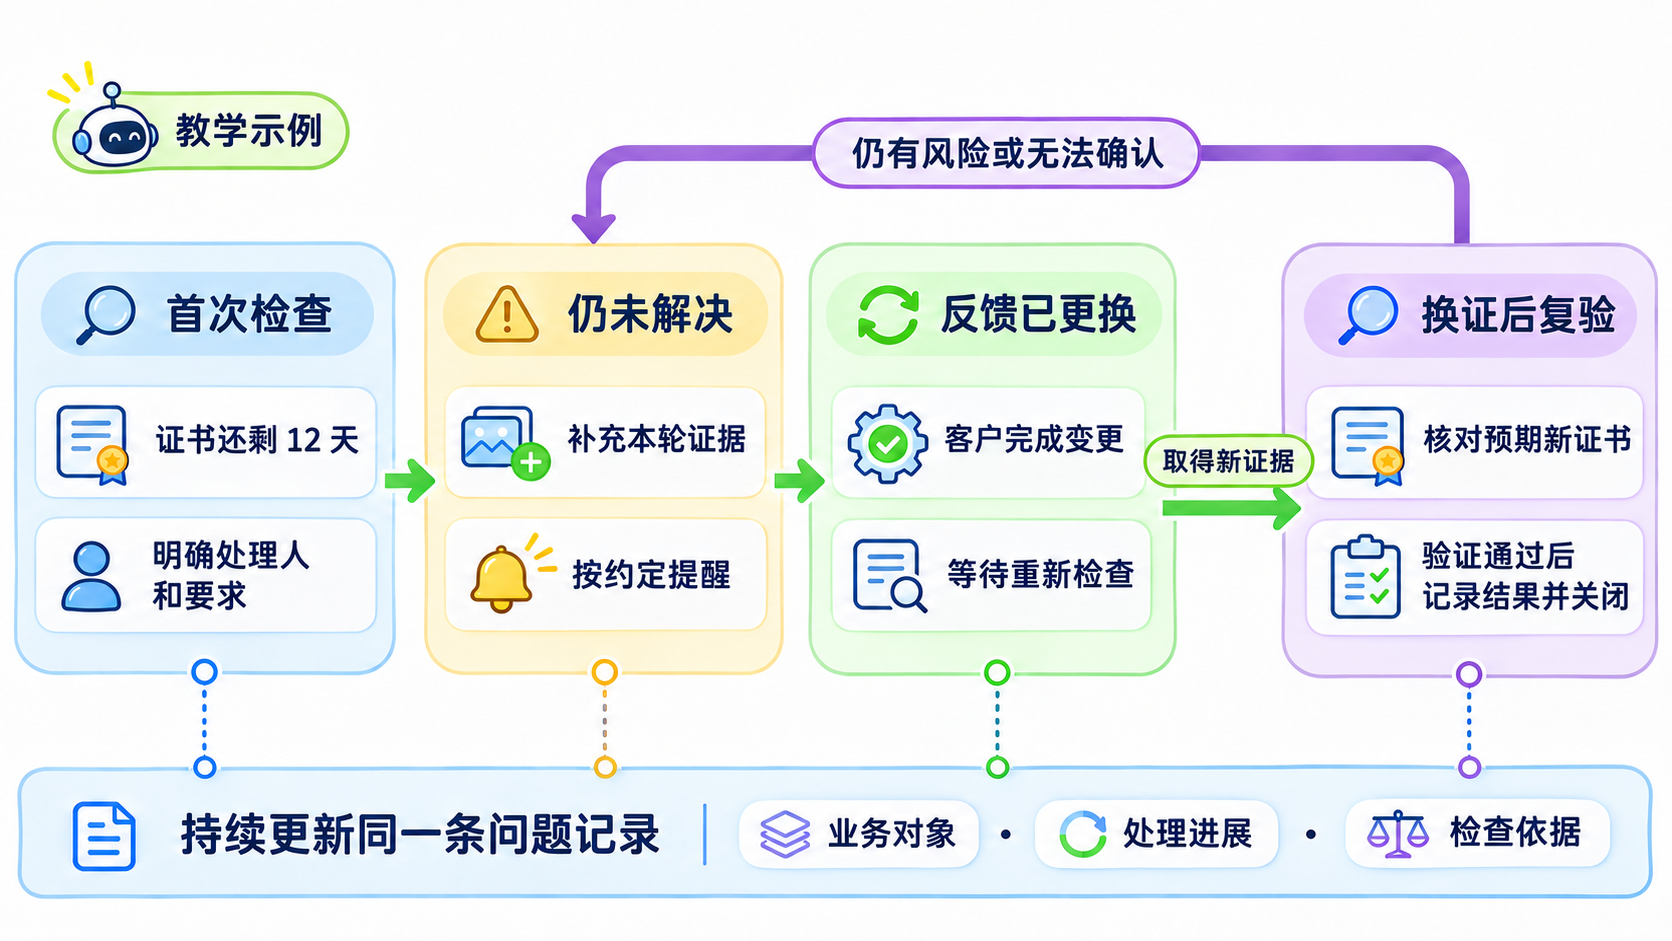 教学示例
仍有风险或无法确认
首次检查
证书还剩 12 天
明确处理人
和要求
仍未解决
补充本轮证据
按约定提醒
反馈已更换
客户完成变更
等待重新检查
取得新证据
换证后复验
核对预期新证书
验证通过后
记录结果并关闭
持续更新同一条问题记录
业务对象 • 处理进展 • 检查依据